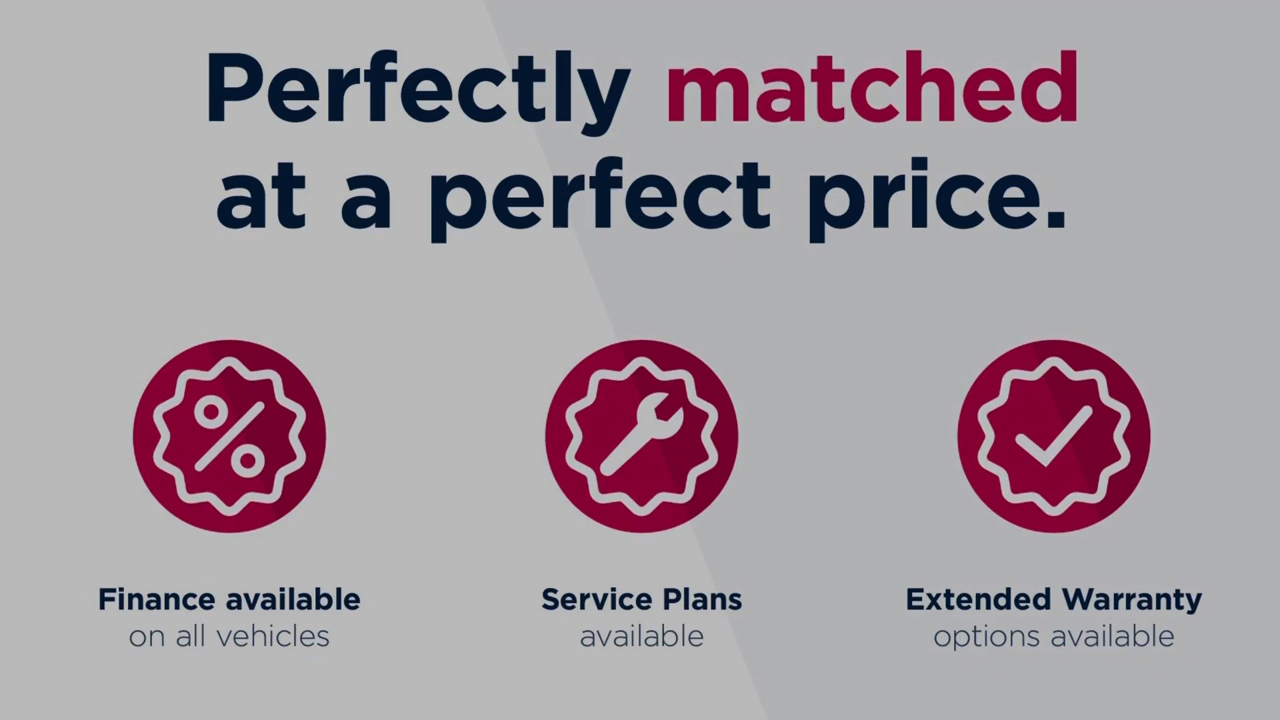 Perfectly matched
at a perfect price.
Finance available
on all vehicles
Service Plans
available
Extended Warranty
options available